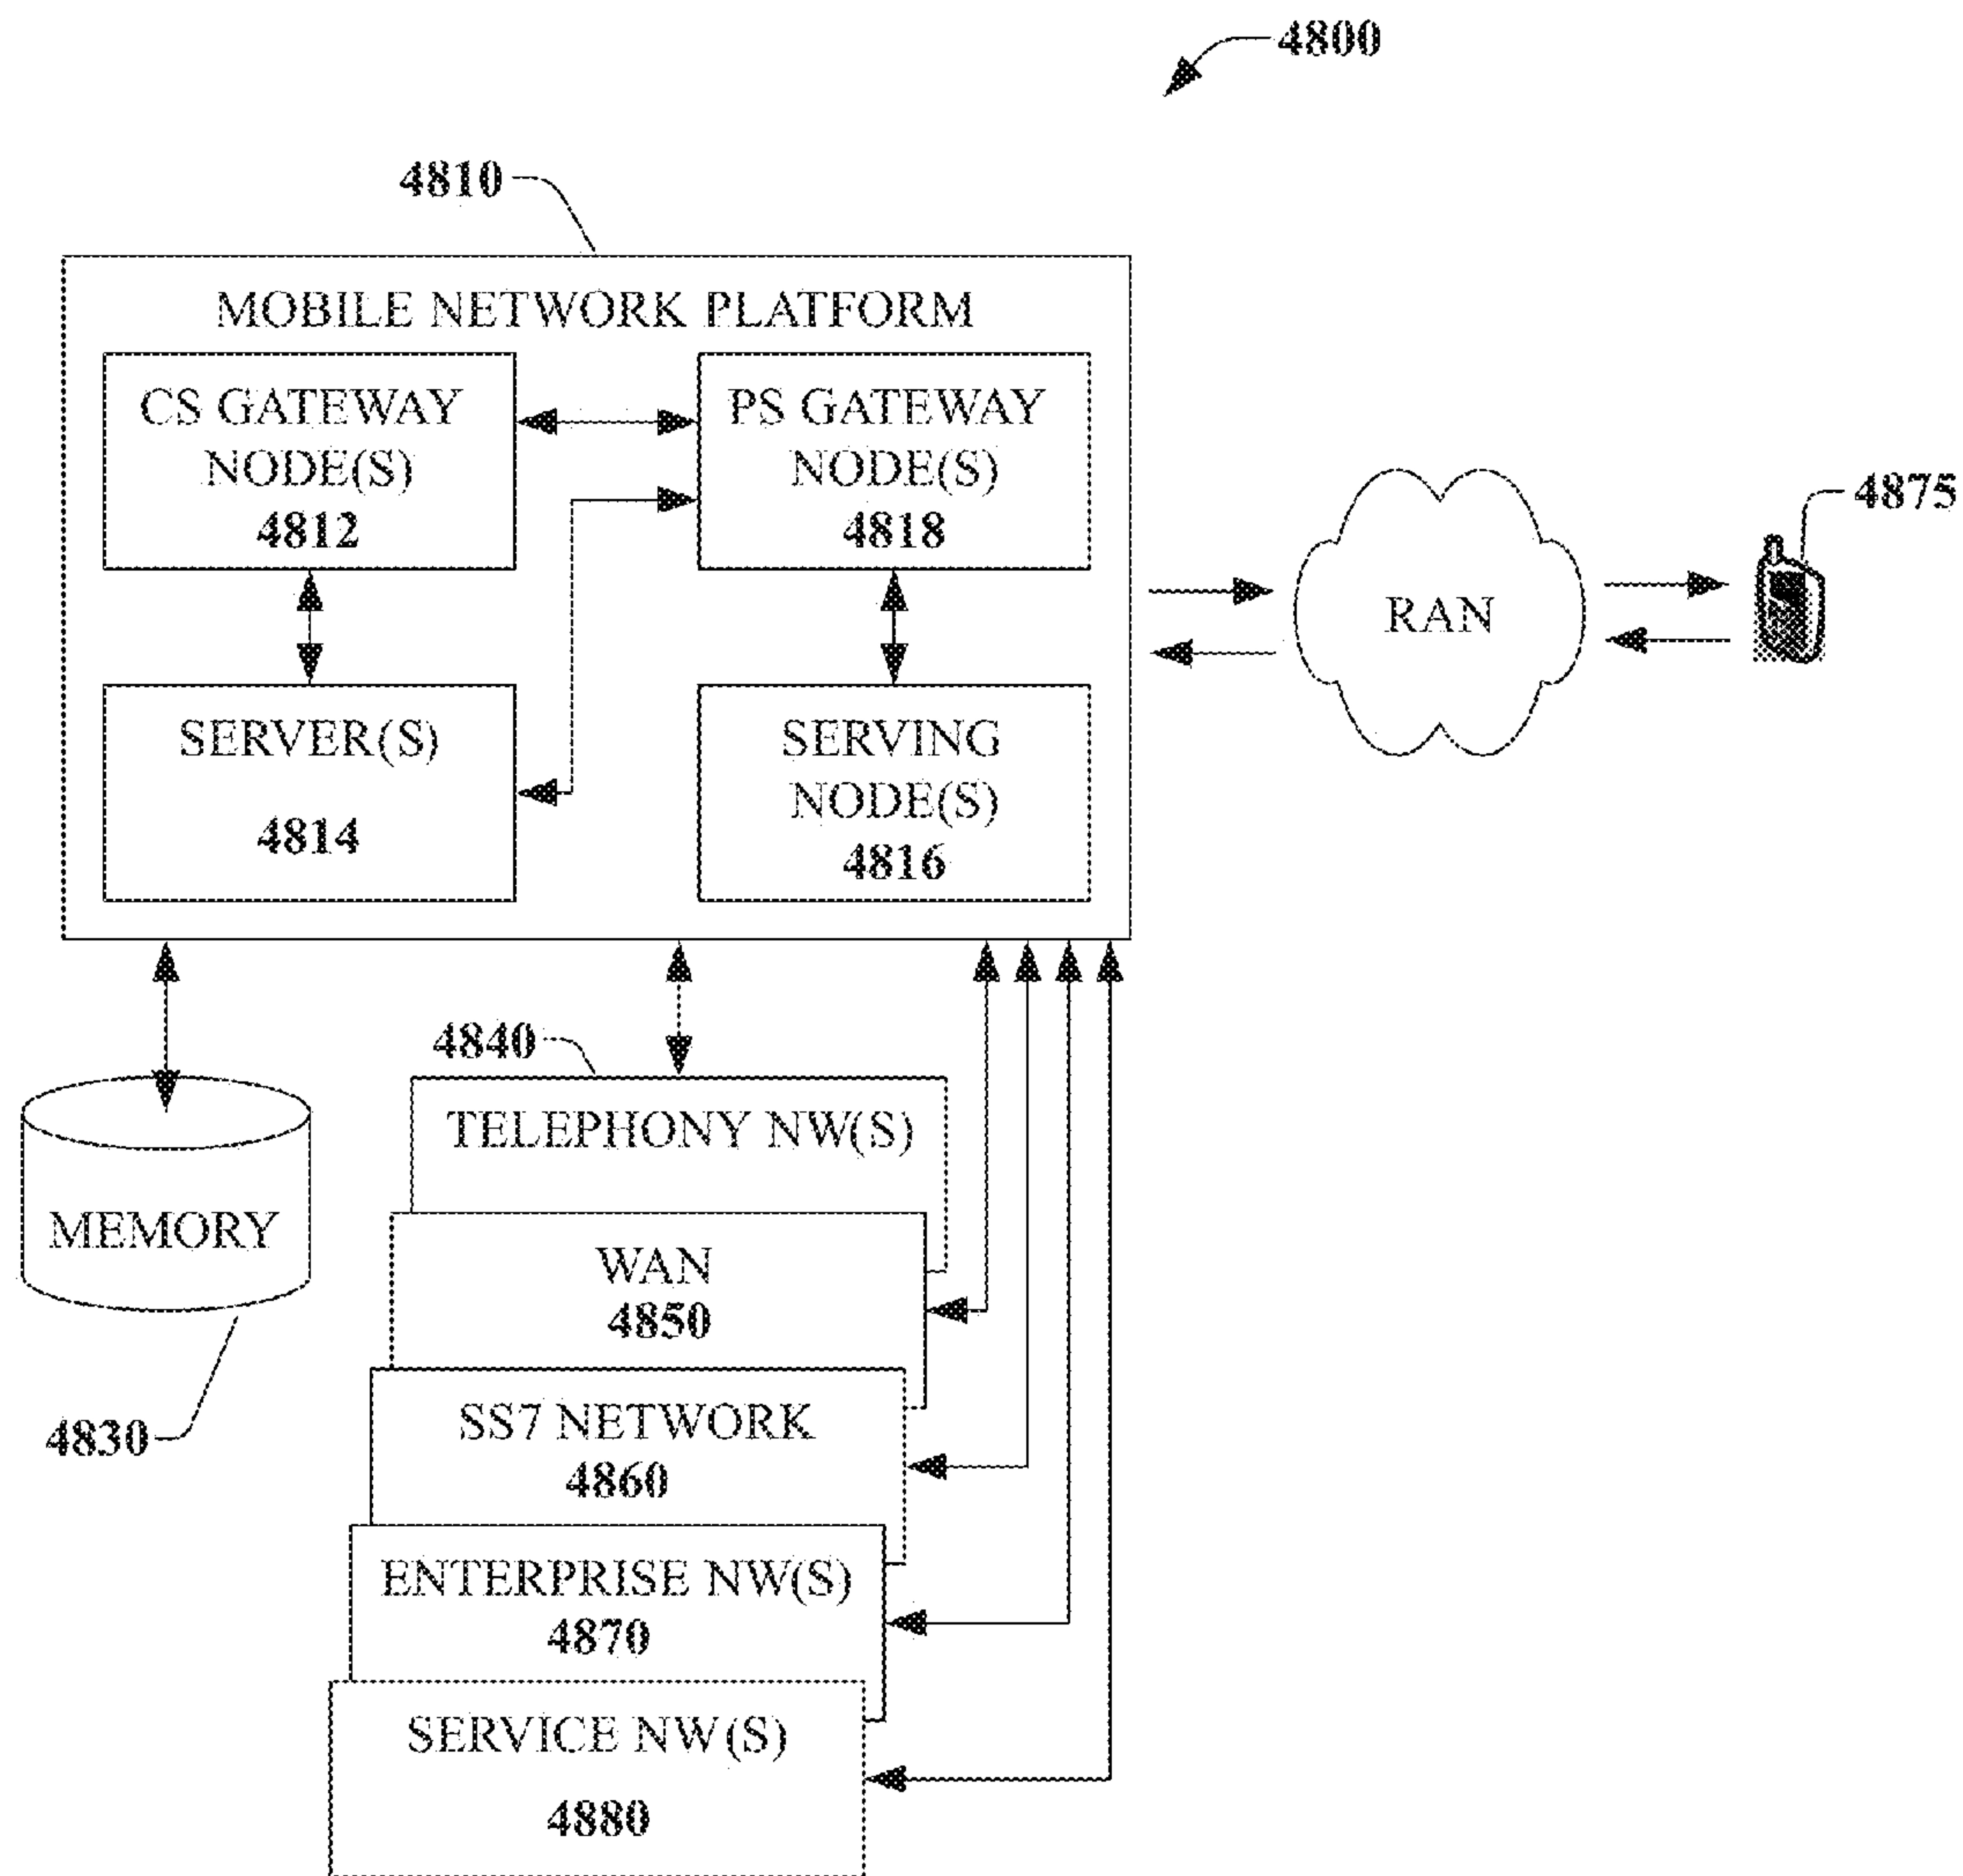 4800
4810
MOBILE NETWORK PLATFORM
CS GATEWAY
NODE(S)
4812
PS GATEWAY
NODE(S)
4818
SERVER(S)
4814
SERVING
NODE(S)
4816
RAN
4875
4840
TELEPHONY NW(S)
MEMORY
4830
WAN
4850
SS7 NETWORK
4860
ENTERPRISE NW(S)
4870
SERVICE NW(S)
4880